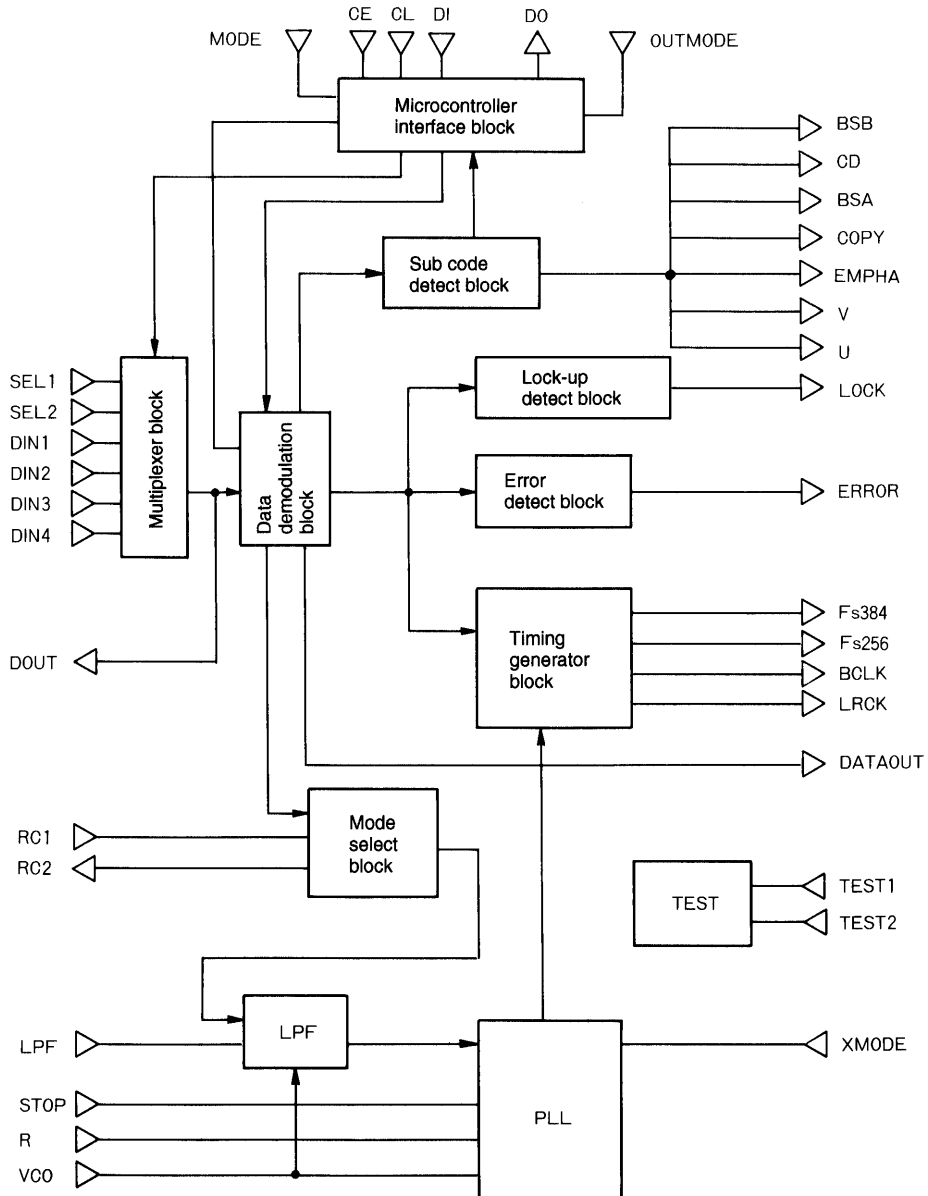 MODE
CE
CL
DI
DO
OUTMODE
Microcontroller
interface block
BSB
CD
BSA
COPY
EMPHA
V
U
Sub code
detect block
Lock-up
detect block
LOCK
SEL1
SEL2
DIN1
DIN2
DIN3
DIN4
Multiplexer block
Data
demodulation
block
Error
detect block
ERROR
DOUT
Timing
generator
block
Fs384
Fs256
BCLK
LRCK
DATAOUT
RC1
RC2
Mode
select
block
TEST
TEST1
TEST2
LPF
LPF
XMODE
STOP
R
VCO
PLL